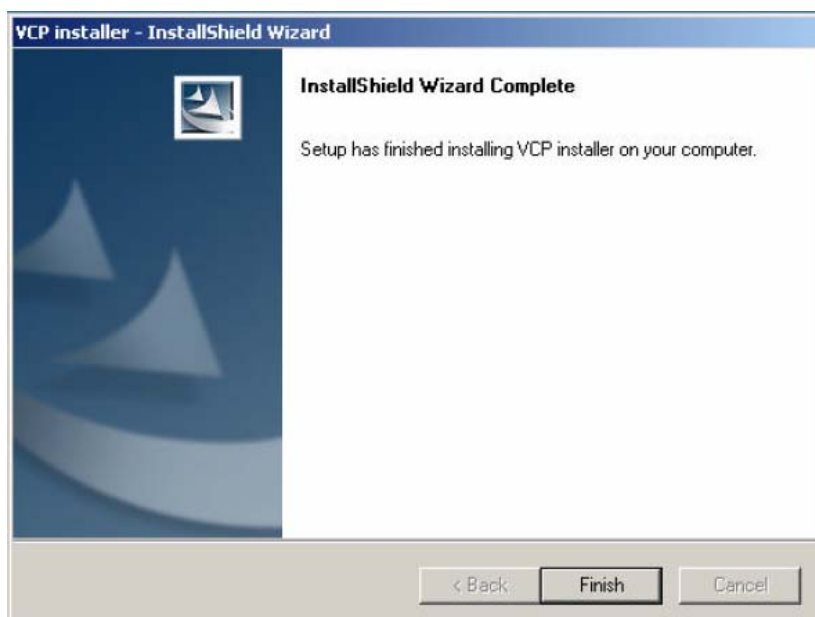 VCP installer - InstallShield Wizard
InstallShield Wizard Complete
Setup has finished installing VCP installer on your computer.
< Back
Finish
Cancel